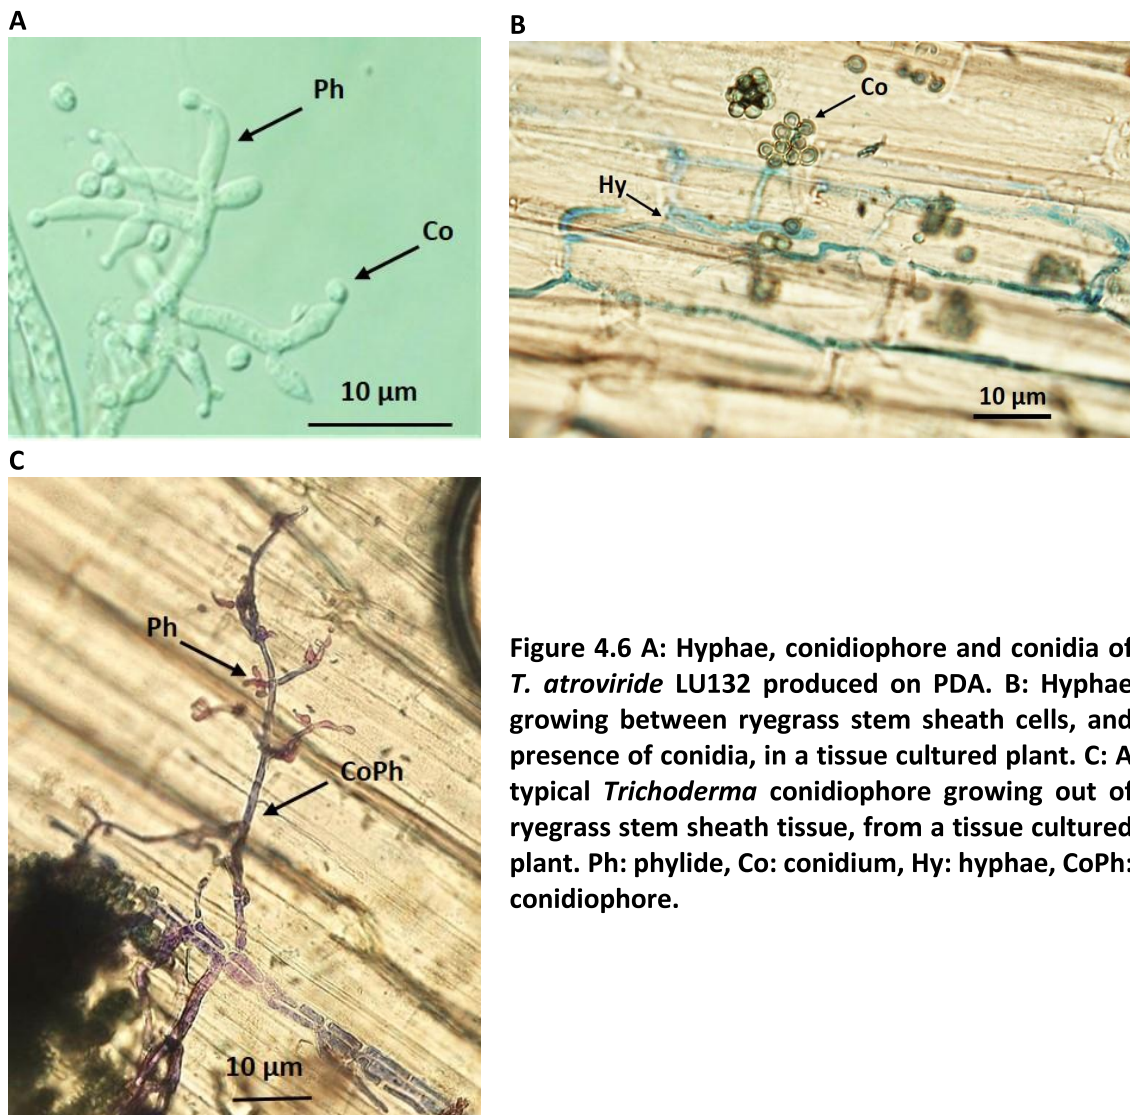 A
Ph
Co
10 µm
B
Co
Hy
10 µm
C
Ph
CoPh
10 µm
Figure 4.6 A: Hyphae, conidiophore and conidia of
T. atroviride LU132 produced on PDA. B: Hyphae
growing between ryegrass stem sheath cells, and
presence of conidia, in a tissue cultured plant. C: A
typical Trichoderma conidiophore growing out of
ryegrass stem sheath tissue, from a tissue cultured
plant. Ph: phylide, Co: conidium, Hy: hyphae, CoPh:
conidiophore.